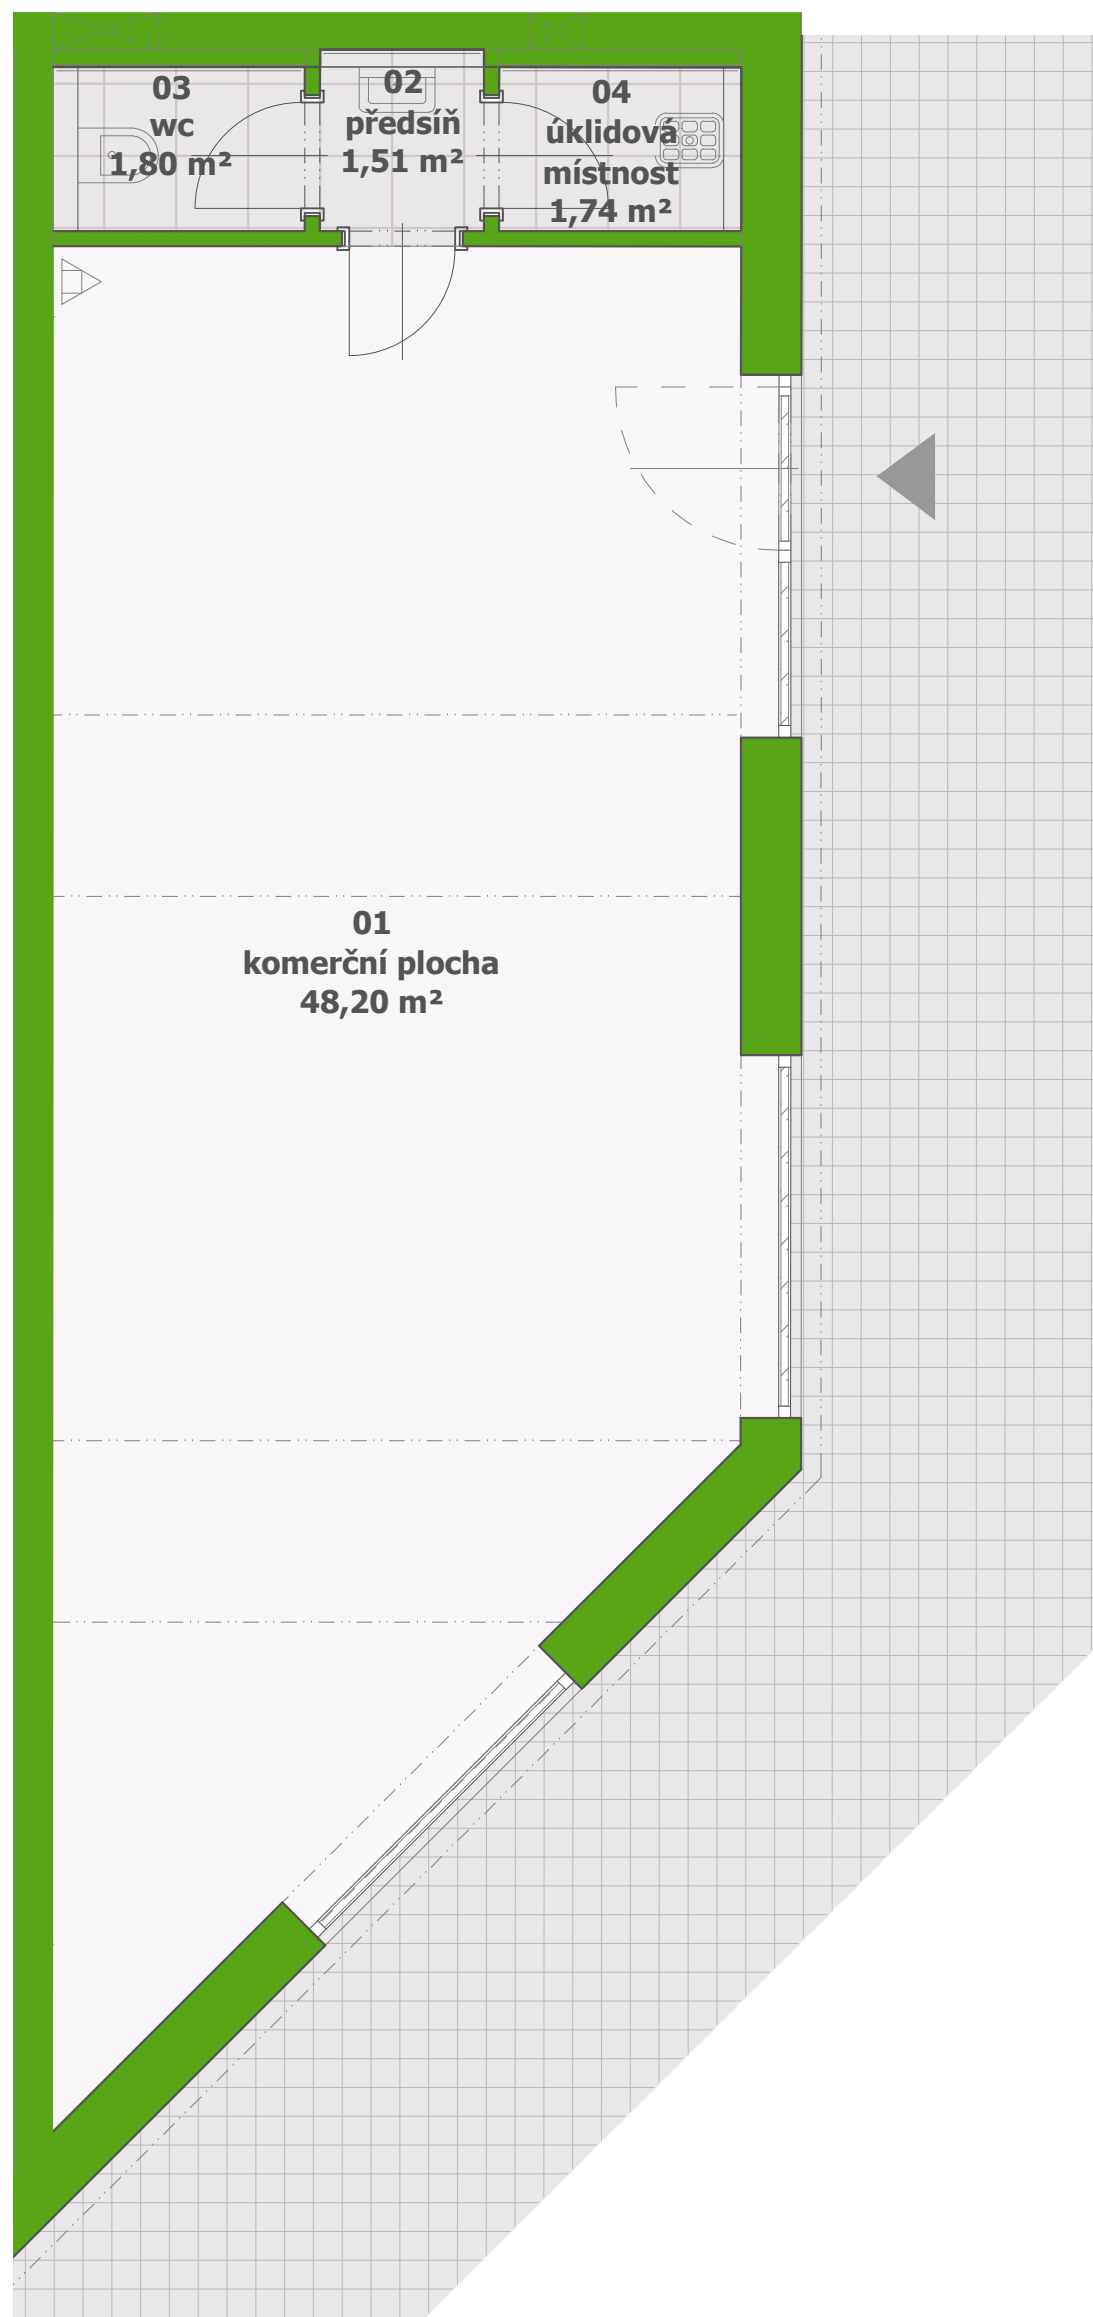 03
wc
1,80 m²
02
předsíň
1,51 m²
04
úklidová
místnost
1,74 m²
01
komerční plocha
48,20 m²